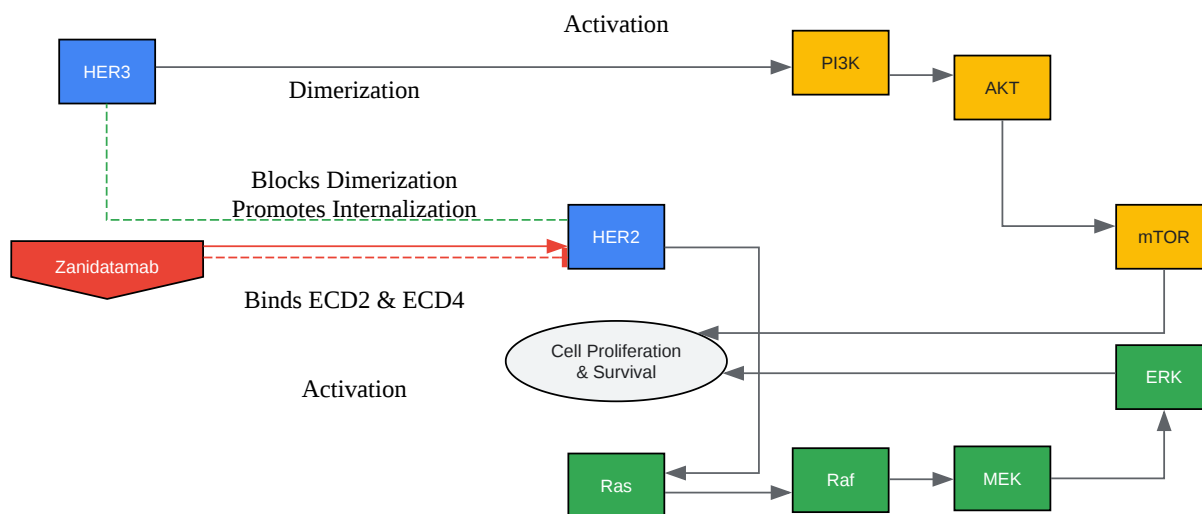 Activation
HER3
PI3K
AKT
Dimerization
Blocks Dimerization
Promotes Internalization
HER2
mTOR
Zanidatamab
Binds ECD2 & ECD4
Cell Proliferation
& Survival
ERK
Activation
Ras
Raf
MEK